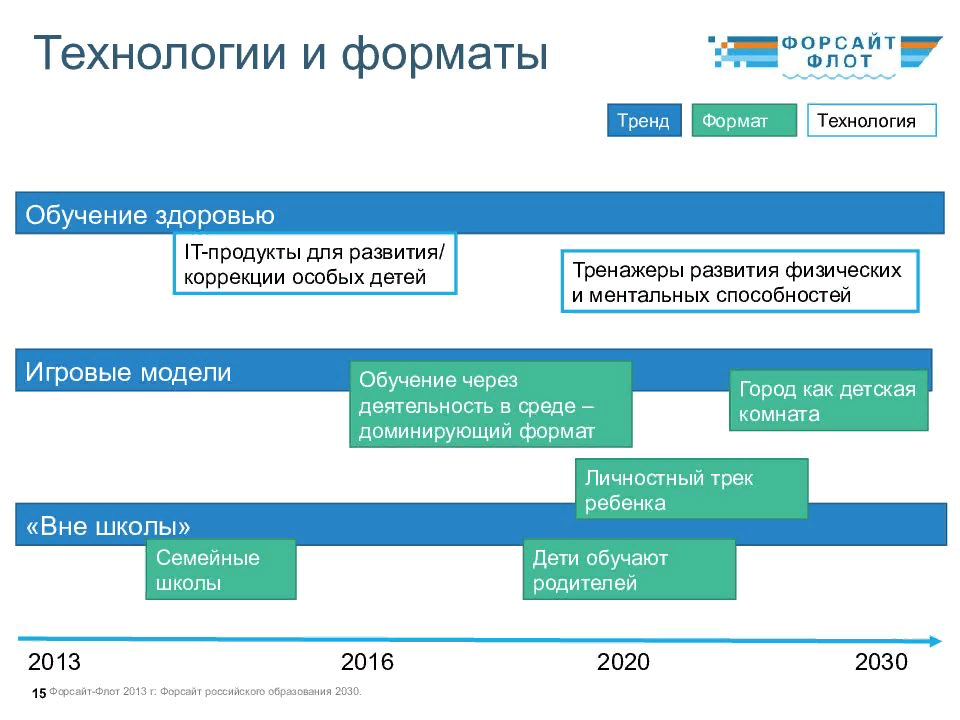 Технологии и форматы
ФОРСАЙТ
ФЛОТ
Тренд
Формат
Технология
Обучение здоровью
IT-продукты для развития/
коррекции особых детей
Тренажеры развития физических
и ментальных способностей
Игровые модели
Обучение через
деятельность в среде –
доминирующий формат
Город как детская
комната
Личностный трек
ребенка
«Вне школы»
Семейные
школы
Дети обучают
родителей
2013
2016
2020
2030
15 Форсайт-Флот 2013 г: Форсайт российского образования 2030.